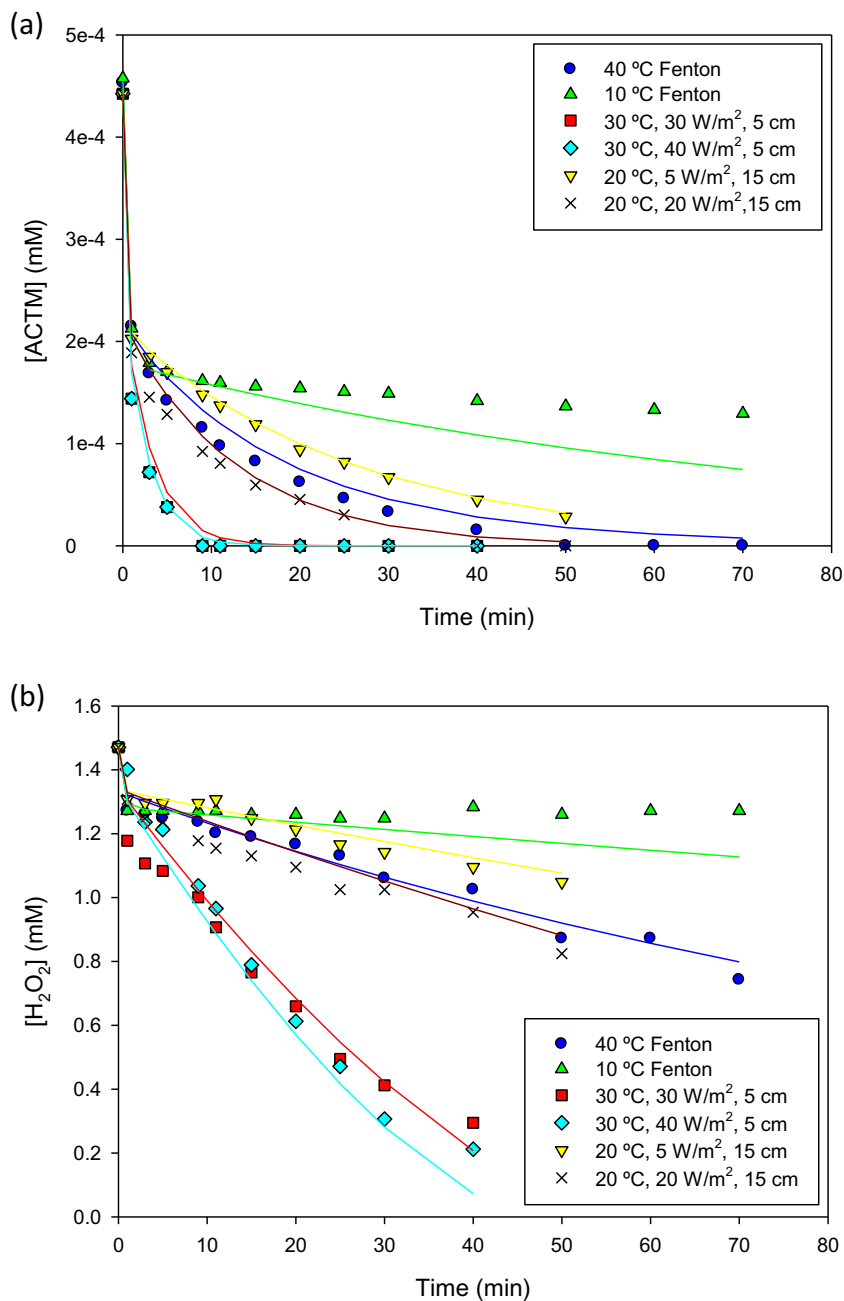 (a)
5e-4
4e-4
3e-4
2e-4
1e-4
0
[ACTM] (mM)
40 ºC Fenton
10 ºC Fenton
30 ºC, 30 W/m², 5 cm
30 ºC, 40 W/m², 5 cm
20 ºC, 5 W/m², 15 cm
20 ºC, 20 W/m²,15 cm
0 10 20 30 40 50 60 70 80
Time (min)
(b)
1.6
1.4
1.2
1.0
0.8
0.6
0.4
0.2
0.0
[H₂O₂] (mM)
40 ºC Fenton
10 ºC Fenton
30 ºC, 30 W/m², 5 cm
30 ºC, 40 W/m², 5 cm
20 ºC, 5 W/m², 15 cm
20 ºC, 20 W/m², 15 cm
0 10 20 30 40 50 60 70 80
Time (min)